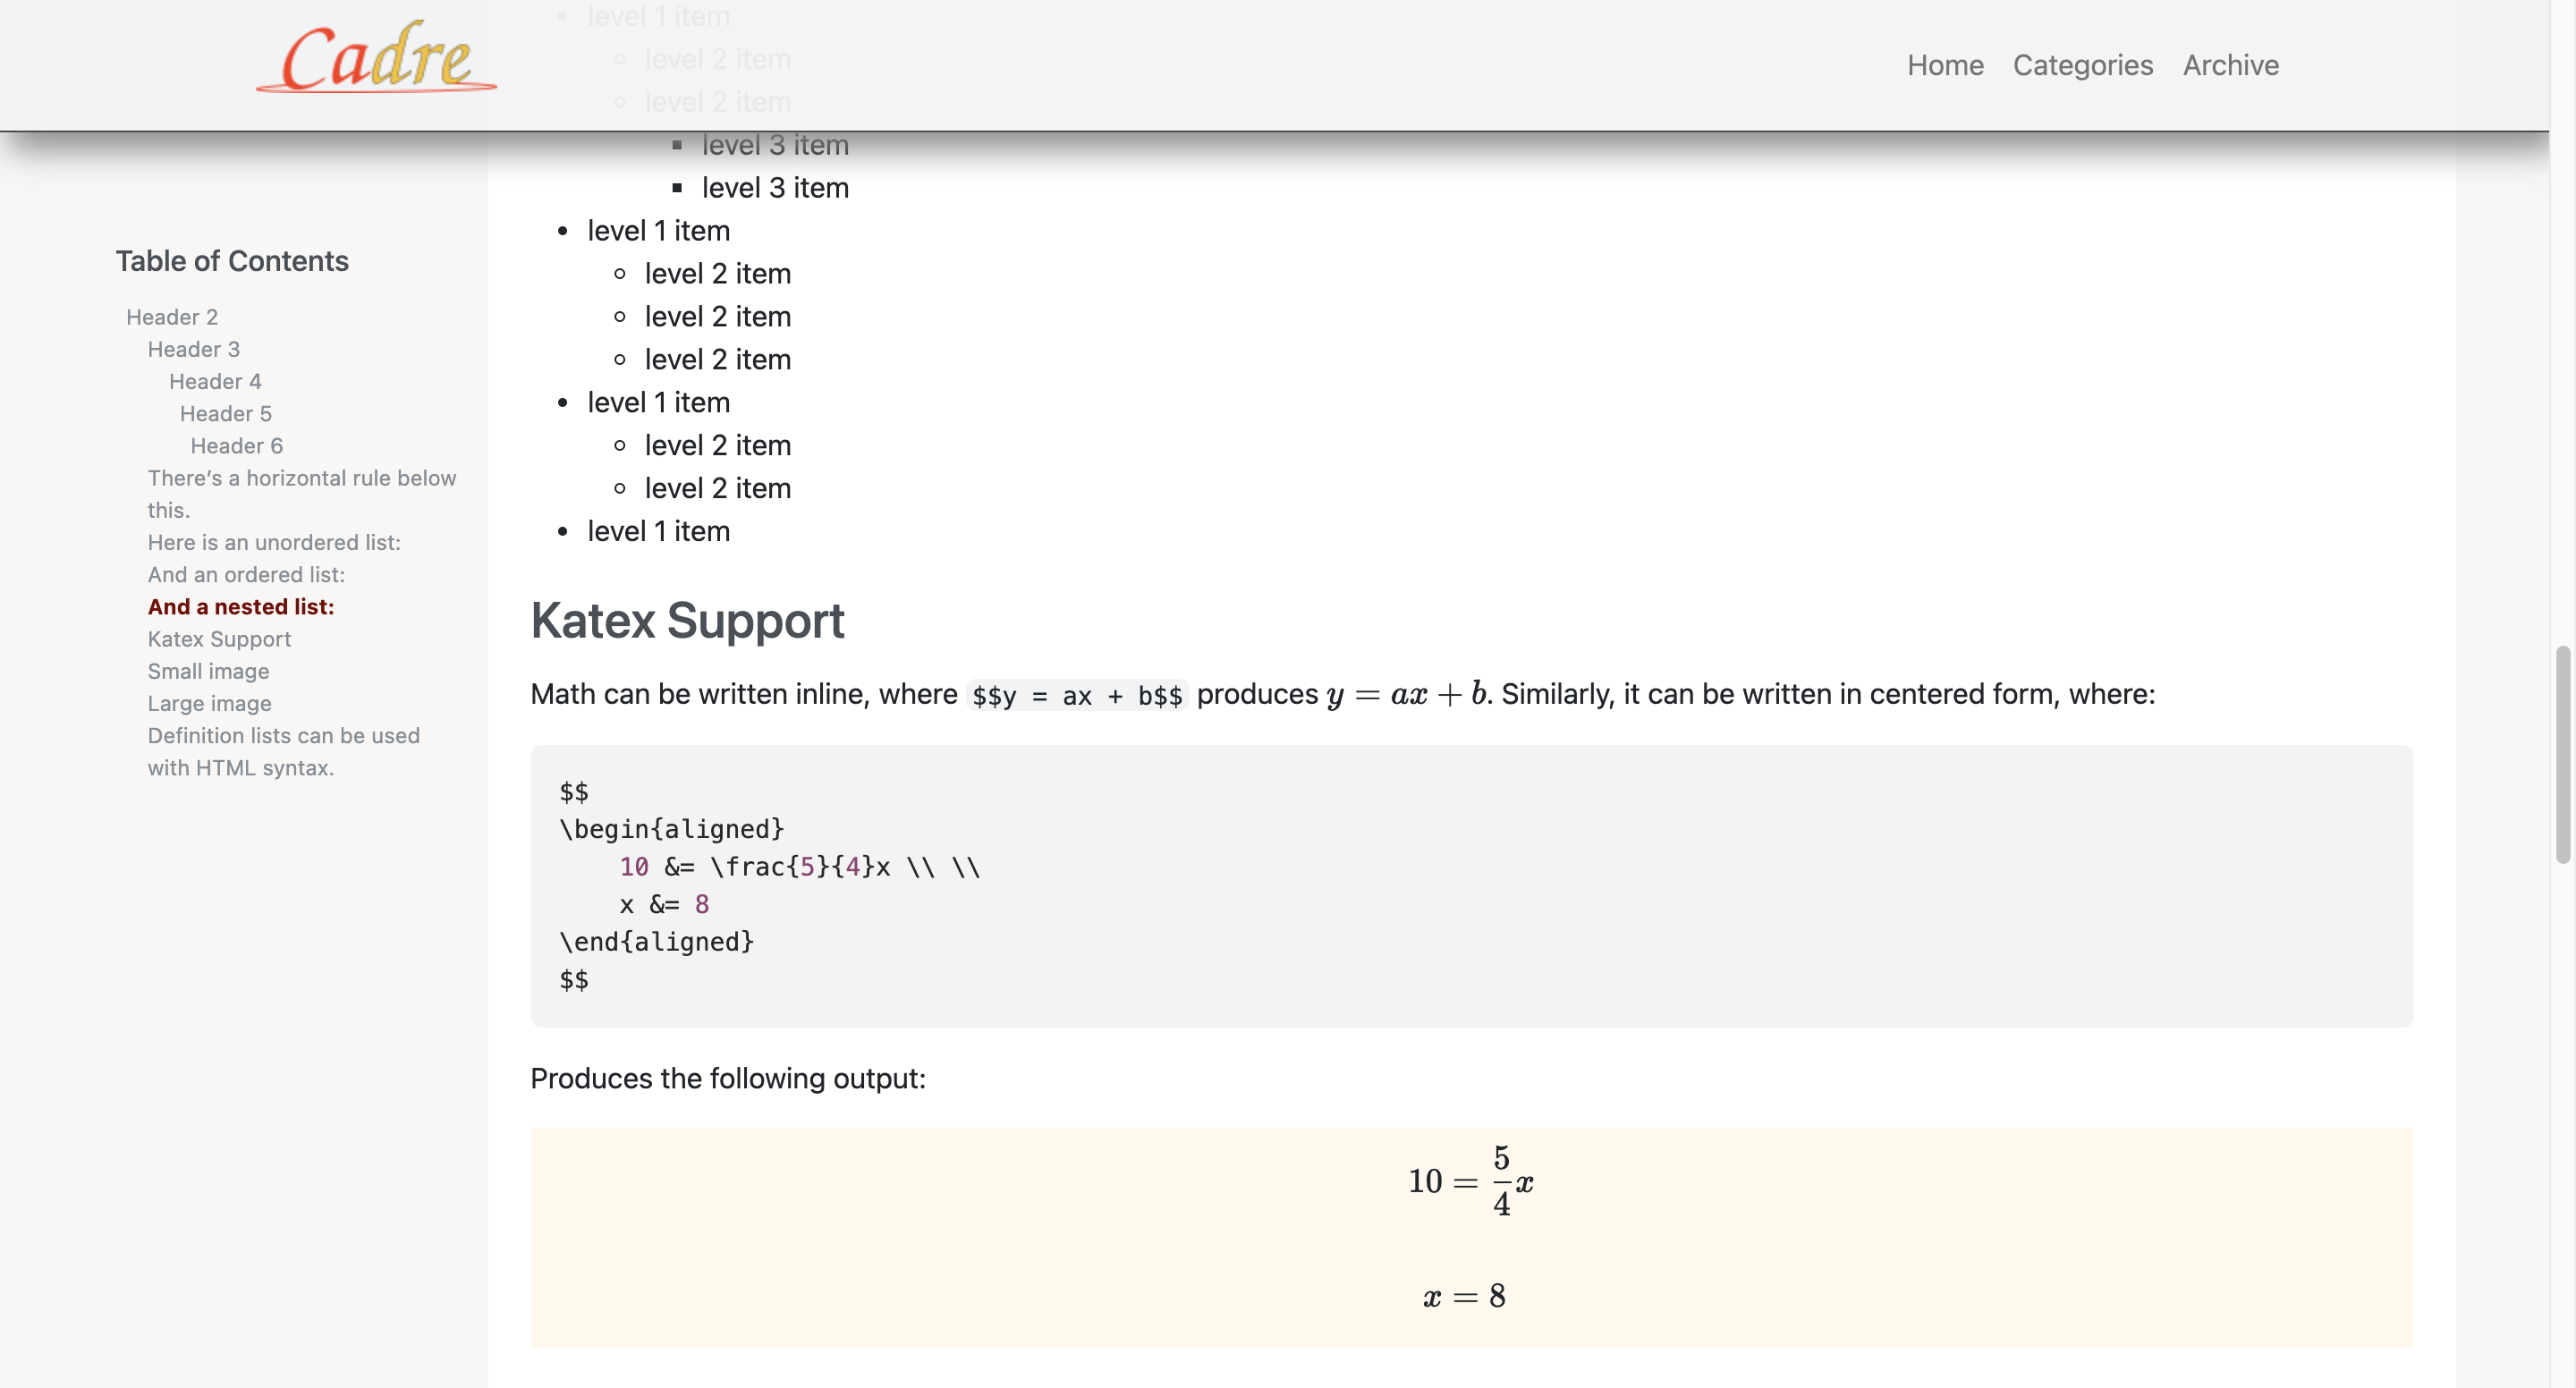 Cadre
Home Categories Archive
level 1 item
level 2 item
level 2 item
level 3 item
level 3 item
level 1 item
level 2 item
level 2 item
level 2 item
level 1 item
level 2 item
level 2 item
level 1 item
Table of Contents
Header 2
Header 3
Header 4
Header 5
Header 6
There’s a horizontal rule below
this.
Here is an unordered list:
And an ordered list:
And a nested list:
Katex Support
Small image
Large image
Definition lists can be used
with HTML syntax.
Katex Support
Math can be written inline, where $$y = ax + b$$ produces y = ax + b. Similarly, it can be written in centered form, where:
$$
\begin{aligned}
    10 &= \frac{5}{4}x \\ \\
    x &= 8
\end{aligned}
$$
Produces the following output:
10 = 5/4 x
x = 8